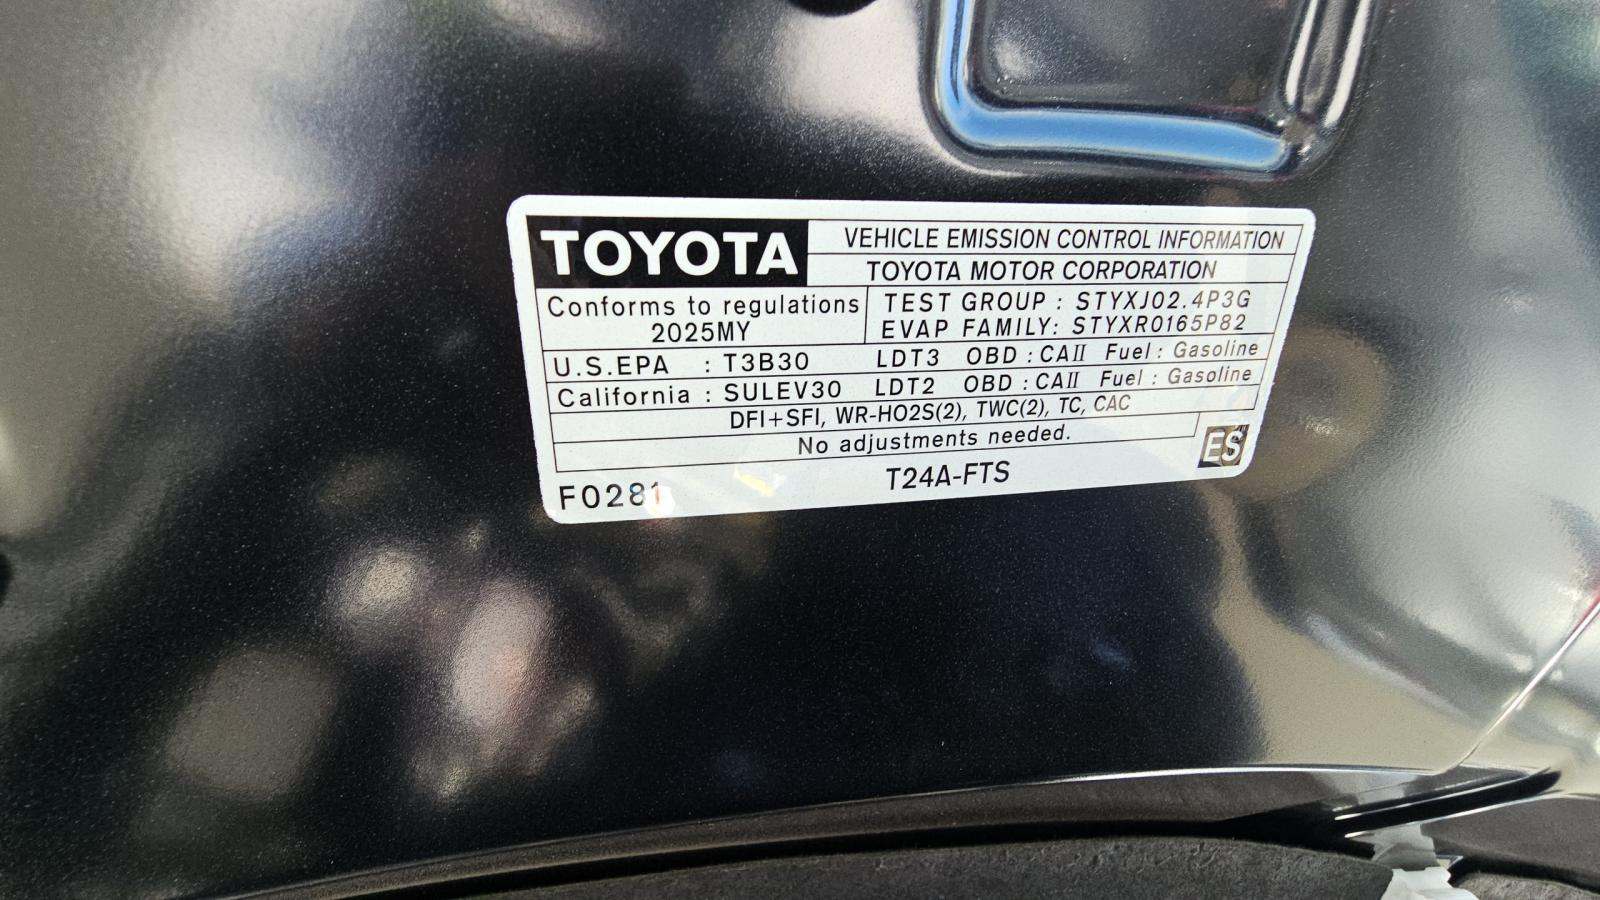 TOYOTA
VEHICLE EMISSION CONTROL INFORMATION
TOYOTA MOTOR CORPORATION
Conforms to regulations
2025MY
TEST GROUP : STYXJ02.4P3G
EVAP FAMILY: STYXR0165P82
U.S.EPA : T3B30 LDT3 OBD : CAII Fuel : Gasoline
California : SULEV30 LDT2 OBD : CAII Fuel : Gasoline
DFI+SFI, WR-HO2S(2), TWC(2), TC, CAC
No adjustments needed.
ES
F0281
T24A-FTS